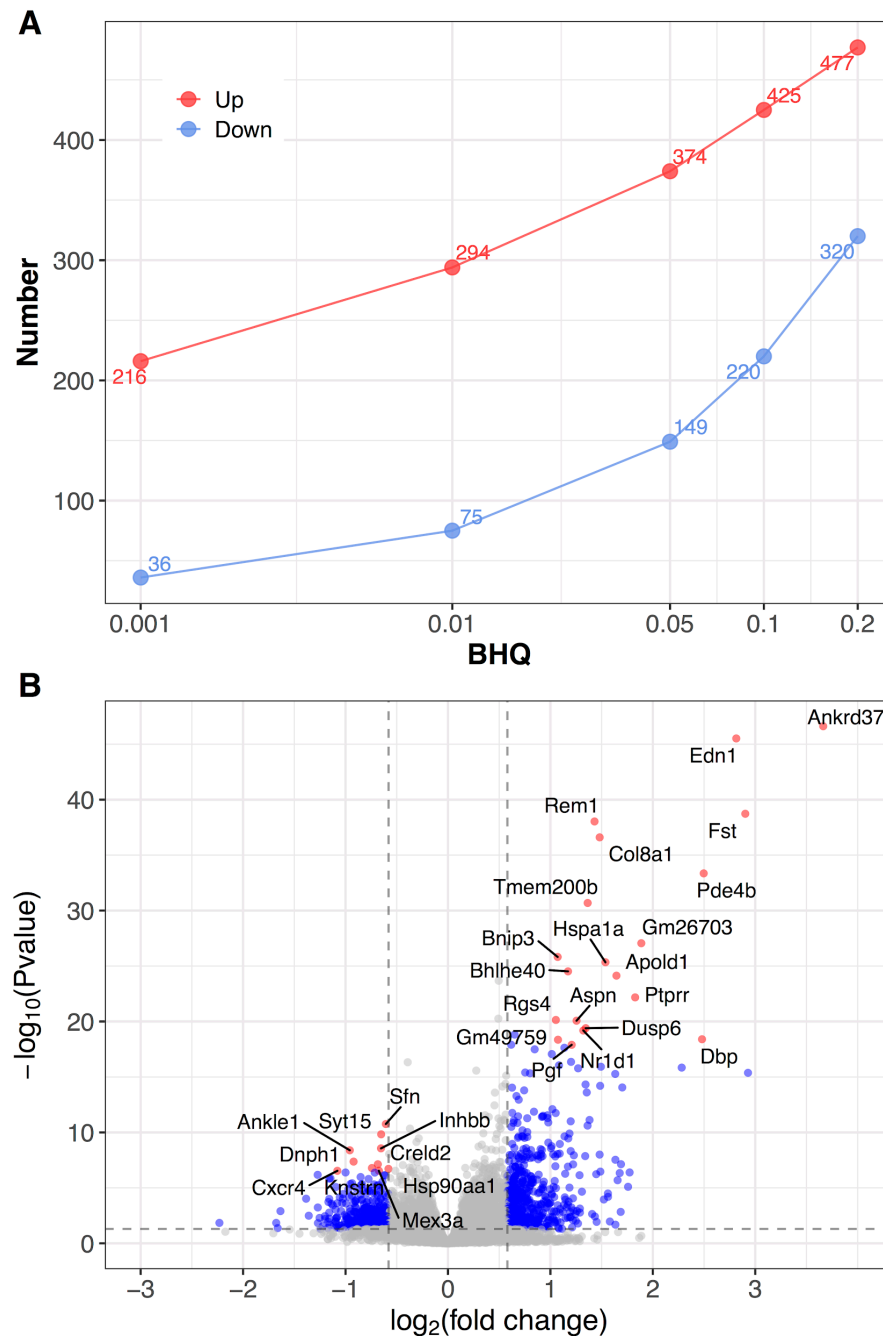 A
Up
Down
477
425
374
294
216
320
220
149
75
36
400
300
200
100
Number
0.001 0.01 0.05 0.1 0.2
BHQ
B
Ankrd37
Edn1
Rem1
Fst
Col8a1
Pde4b
Tmem200b
Gm26703
Hspa1a
Bnip3
Apold1
Bhlhe40
Ptprr
Aspn
Rgs4
Dusp6
Gm49759
Nr1d1
Dbp
Pgf
Sfn
Ankle1
Syt15
Inhbb
Dnph1
Creld2
Cxcr4
Knstrn
Hsp90aa1
Mex3a
40
30
20
10
0
−log10(Pvalue)
−3 −2 −1 0 1 2 3
log2(fold change)